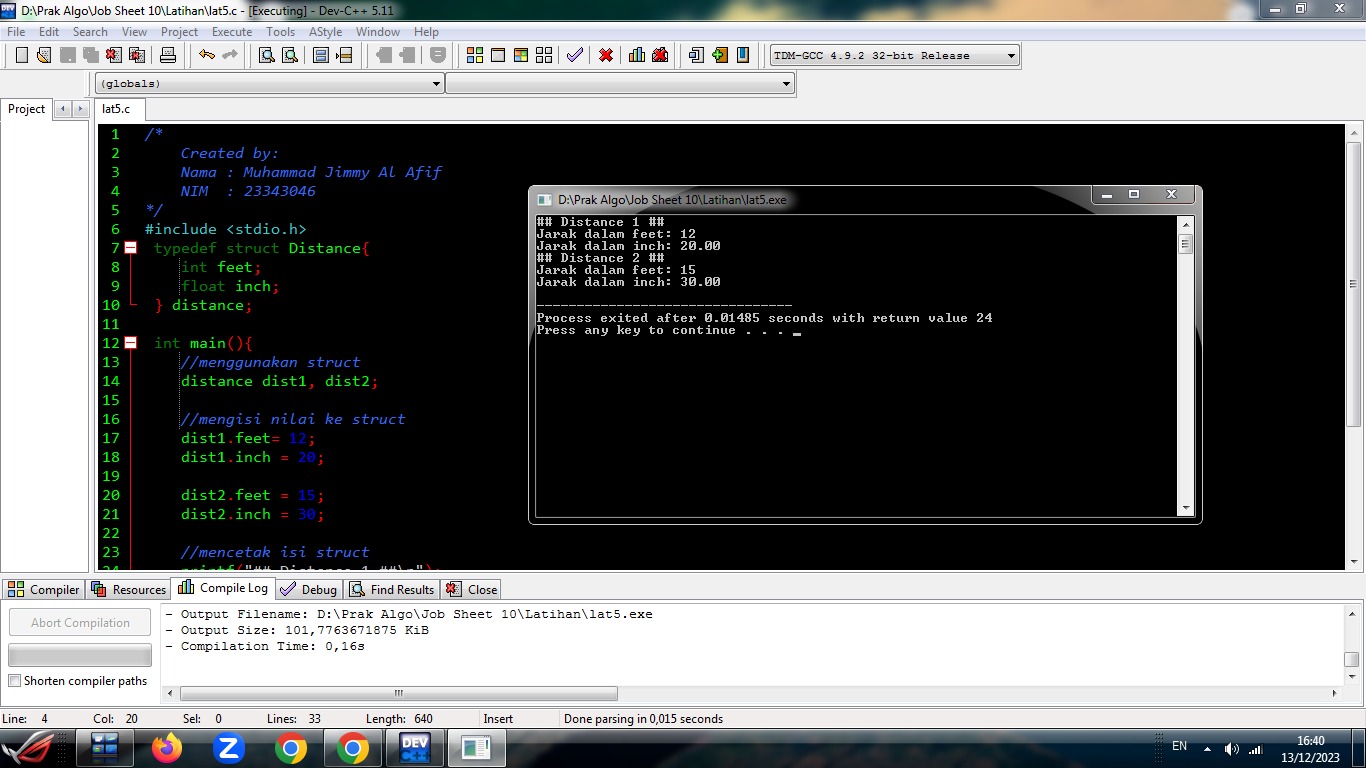 D:\Prak Algo\Job Sheet 10\Latihan\lat5.c - [Executing] - Dev-C++ 5.11
File Edit Search View Project Execute Tools AStyle Window Help
TDM-GCC 4.9.2 32-bit Release
(globals)
Project
lat5.c
1 /*
2 Created by:
3 Nama : Muhammad Jimmy Al Afif
4 NIM : 23343046
5 */
6 #include <stdio.h>
7 typedef struct Distance{
8 int feet;
9 float inch;
10 } distance;
11
12 int main(){
13 //menggunakan struct
14 distance dist1, dist2;
15
16 //mengisi nilai ke struct
17 dist1.feet= 12;
18 dist1.inch = 20;
19
20 dist2.feet = 15;
21 dist2.inch = 30;
22
23 //mencetak isi struct
24 printf("## Distance 1 ##\n");
D:\Prak Algo\Job Sheet 10\Latihan\lat5.exe
## Distance 1 ##
Jarak dalam feet: 12
Jarak dalam inch: 20.00
## Distance 2 ##
Jarak dalam feet: 15
Jarak dalam inch: 30.00
--------------------------------
Process exited after 0.01485 seconds with return value 24
Press any key to continue . . . _
Compiler Resources Compile Log Debug Find Results Close
Abort Compilation
Shorten compiler paths
- Output Filename: D:\Prak Algo\Job Sheet 10\Latihan\lat5.exe
- Output Size: 101,7763671875 KiB
- Compilation Time: 0,16s
Line: 4 Col: 20 Sel: 0 Lines: 33 Length: 640 Insert Done parsing in 0,015 seconds
DEV C++
EN
16:40
13/12/2023